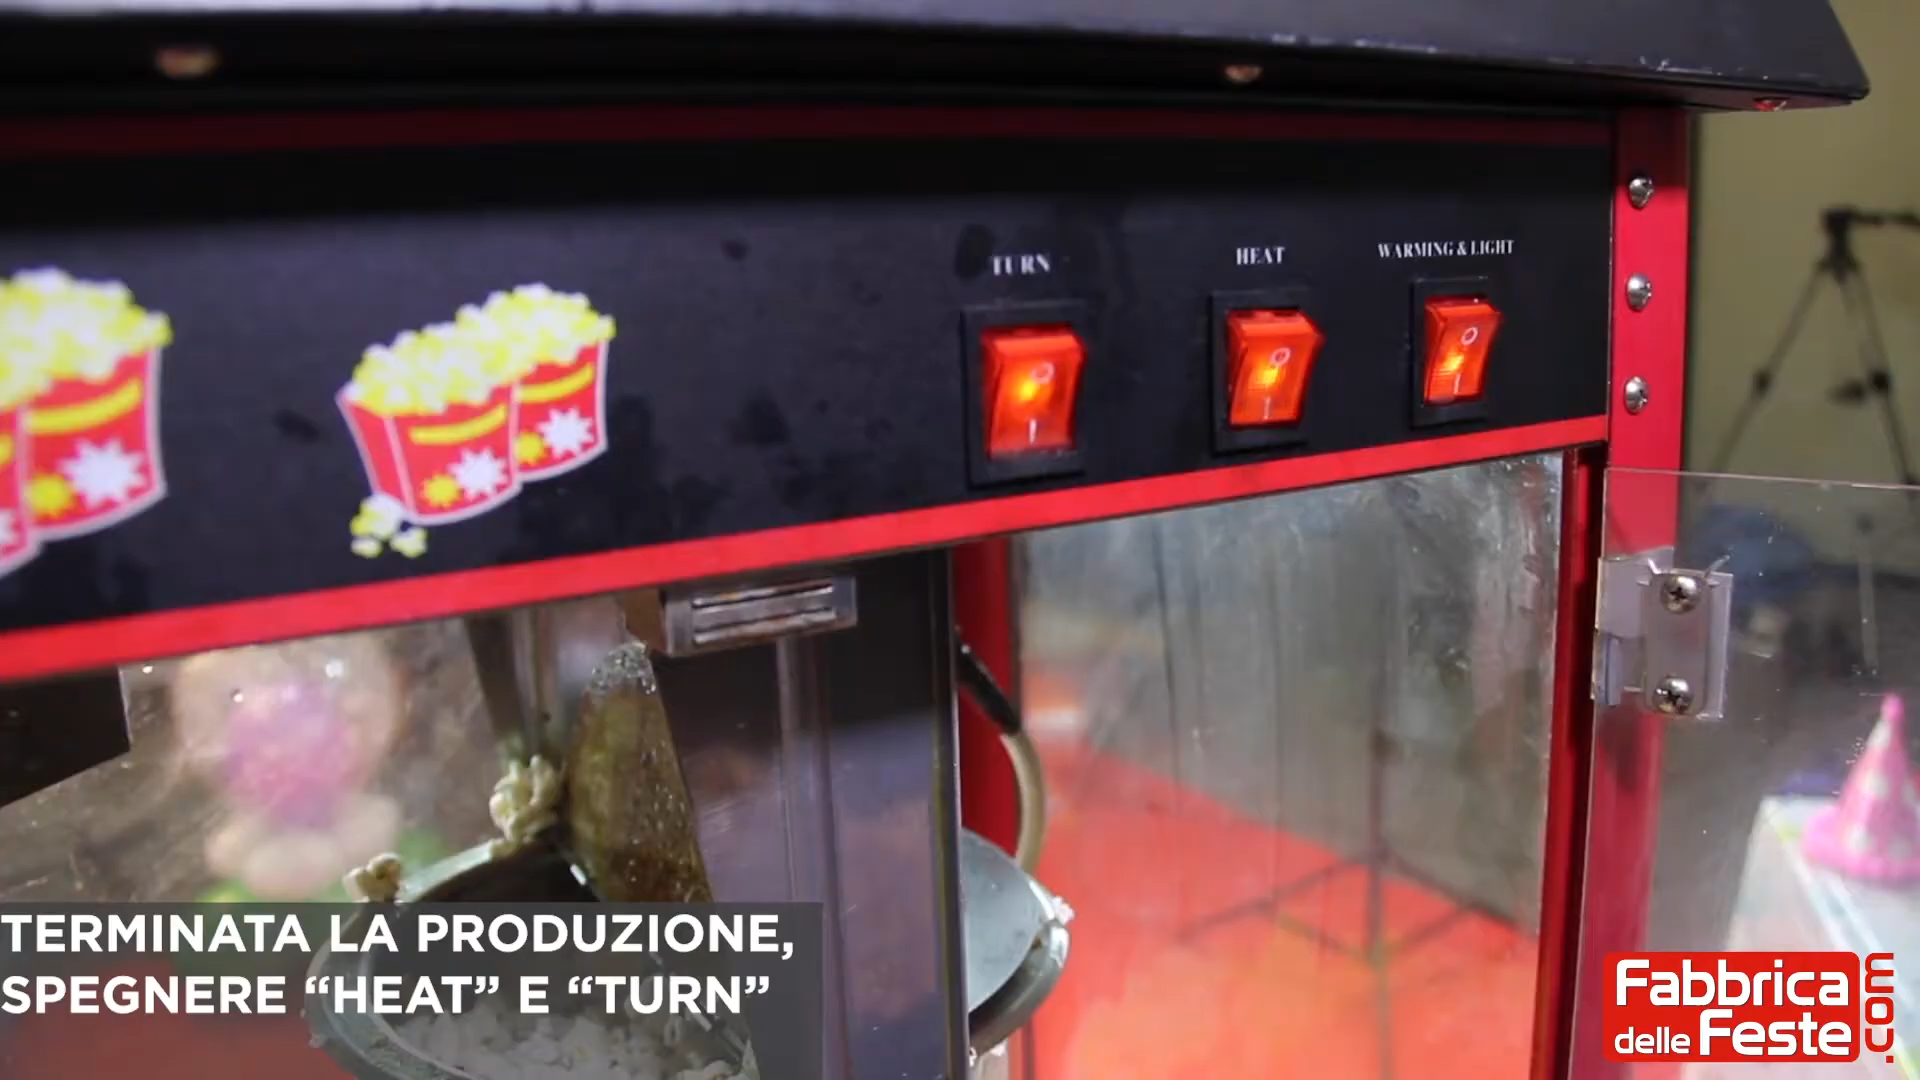 TURN
HEAT
WARMING & LIGHT
TERMINATA LA PRODUZIONE,
SPEGNERE “HEAT” E “TURN”
Fabbrica
delle Feste
.com